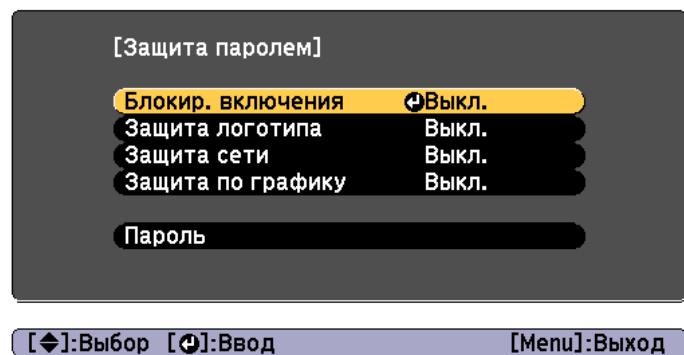 [Защита паролем]
Блокир. включения Выкл.
Защита логотипа Выкл.
Защита сети Выкл.
Защита по графику Выкл.
Пароль
[◆]:Выбор [↵]:Ввод [Menu]:Выход